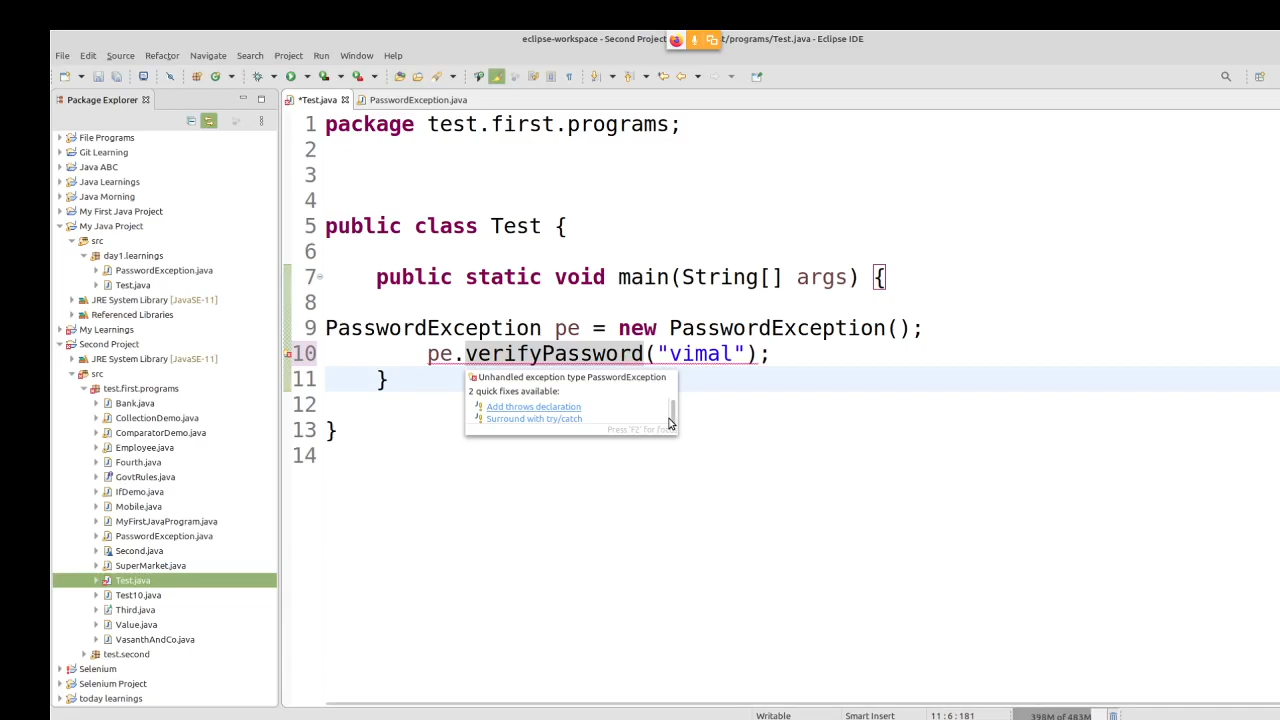 eclipse-workspace - Second Project t/programs/Test.java - Eclipse IDE
File Edit Source Refactor Navigate Search Project Run Window Help
Package Explorer
*Test.java PasswordException.java
File Programs
Git Learning
Java ABC
Java Learnings
Java Morning
My First Java Project
My Java Project
src
day1.learnings
PasswordException.java
Test.java
JRE System Library [JavaSE-11]
Referenced Libraries
My Learnings
Second Project
JRE System Library [JavaSE-11]
src
test.first.programs
Bank.java
CollectionDemo.java
ComparatorDemo.java
Employee.java
Fourth.java
GovtRules.java
IfDemo.java
Mobile.java
MyFirstJavaProgram.java
PasswordException.java
Second.java
SuperMarket.java
Test.java
Test10.java
Third.java
Value.java
VasanthAndCo.java
test.second
Selenium
Selenium Project
today learnings
1 package test.first.programs;
2
3
4
5 public class Test {
6
7 public static void main(String[] args) {
8
9 PasswordException pe = new PasswordException();
10 pe.verifyPassword("vimal");
11 }
12
13 }
14
Unhandled exception type PasswordException
2 quick fixes available:
Add throws declaration
Surround with try/catch
Press 'F2' for
Writable Smart Insert 11:6:181 398M of 483M